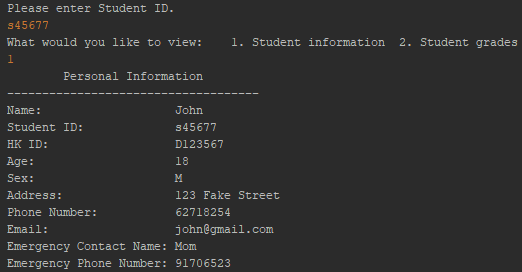 Please enter Student ID.
s45677
What would you like to view:    1. Student information  2. Student grades
1
        Personal Information
------------------------------------
Name:                   John
Student ID:             s45677
HK ID:                  D123567
Age:                    18
Sex:                    M
Address:                123 Fake Street
Phone Number:           62718254
Email:                  john@gmail.com
Emergency Contact Name: Mom
Emergency Phone Number: 91706523